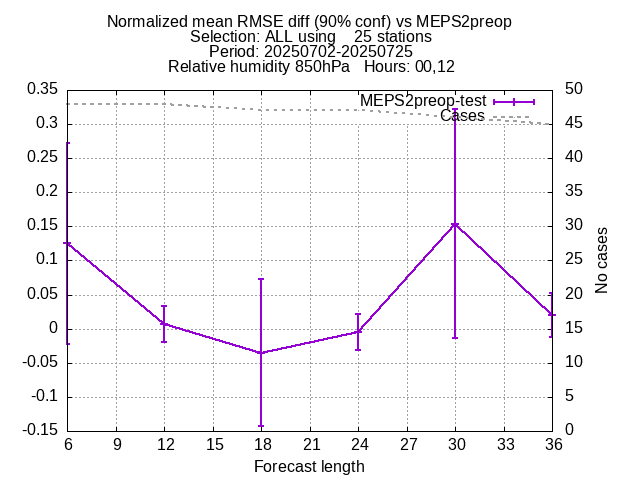 Normalized mean RMSE diff (90% conf) vs MEPS2preop
Selection: ALL using    25 stations
Period: 20250702-20250725
Relative humidity 850hPa   Hours: 00,12
0.35
0.3
0.25
0.2
0.15
0.1
0.05
0
-0.05
-0.1
-0.15
MEPS2preop-test
Cases
50
45
40
35
30
25
20
15
10
5
0
No cases
6 9 12 15 18 21 24 27 30 33 36
Forecast length